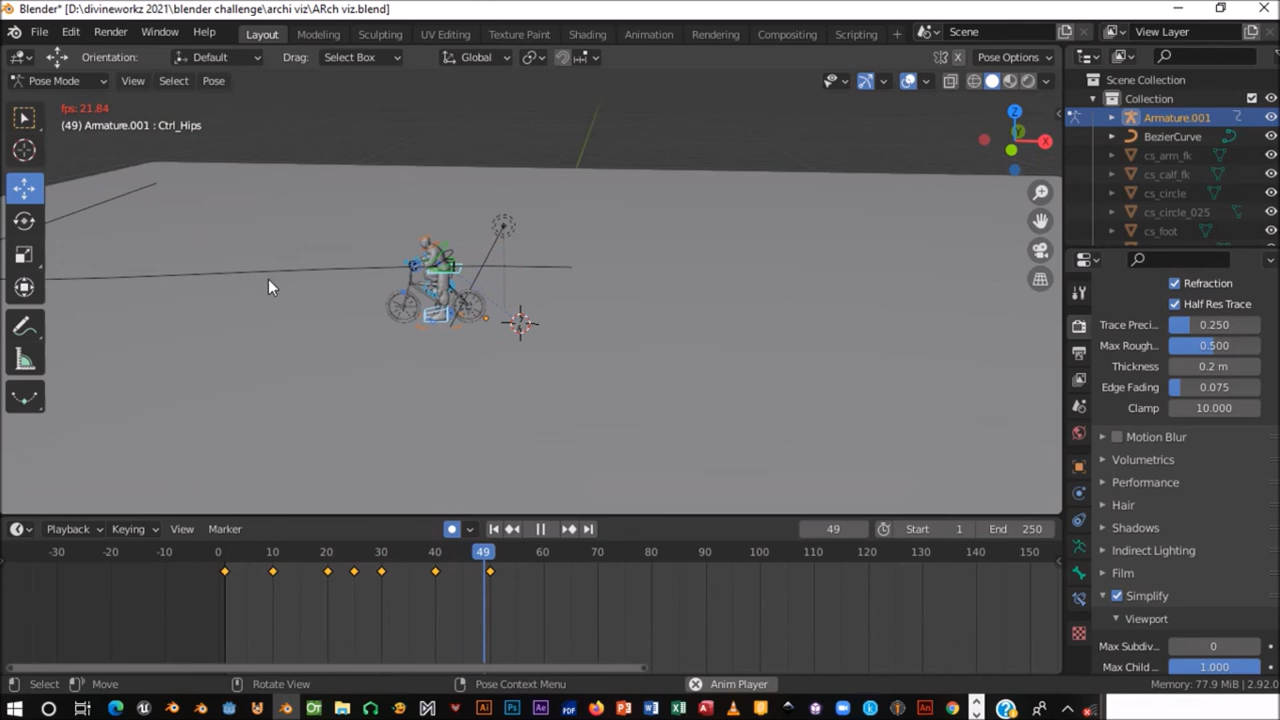 Blender* [D:\divineworkz 2021\blender challenge\archi viz\ARch viz.blend]
File Edit Render Window Help Layout Modeling Sculpting UV Editing Texture Paint Shading Animation Rendering Compositing Scripting + Scene View Layer
Orientation: Default Drag: Select Box Global X Pose Options
Pose Mode View Select Pose
Scene Collection
Collection
fps: 21.84
(49) Armature.001 : Ctrl_Hips
Armature.001
BezierCurve
cs_arm_fk
cs_calf_fk
cs_circle
cs_circle_025
cs_foot
Z
Y
X
Refraction
Half Res Trace
Trace Preci... 0.250
Max Rough... 0.500
Thickness 0.2 m
Edge Fading 0.075
Clamp 10.000
Motion Blur
Volumetrics
Performance
Hair
Shadows
Indirect Lighting
Film
Simplify
Viewport
Max Subdiv... 0
Max Child ... 1.000
Playback Keying View Marker 49 Start 1 End 250
-30 -20 -10 0 10 20 30 40 49 60 70 80 90 100 110 120 130 140 150
Select Move Rotate View Pose Context Menu Anim Player Memory: 77.9 MiB | 2.92.0